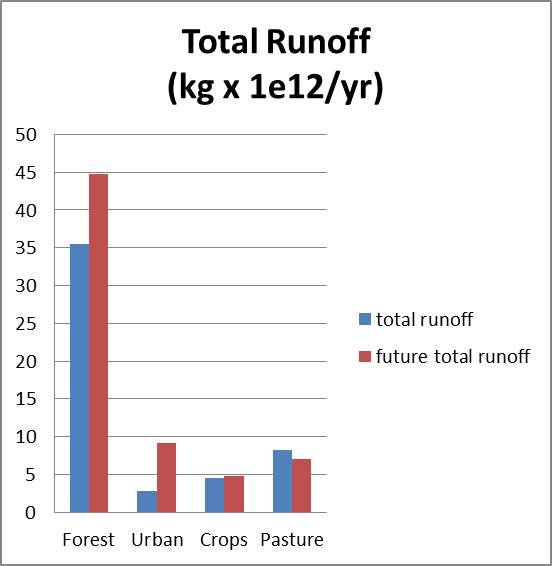 Total Runoff
(kg x 1e12/yr)
50
45
40
35
30
25
20
15
10
5
0
Forest Urban Crops Pasture
total runoff
future total runoff